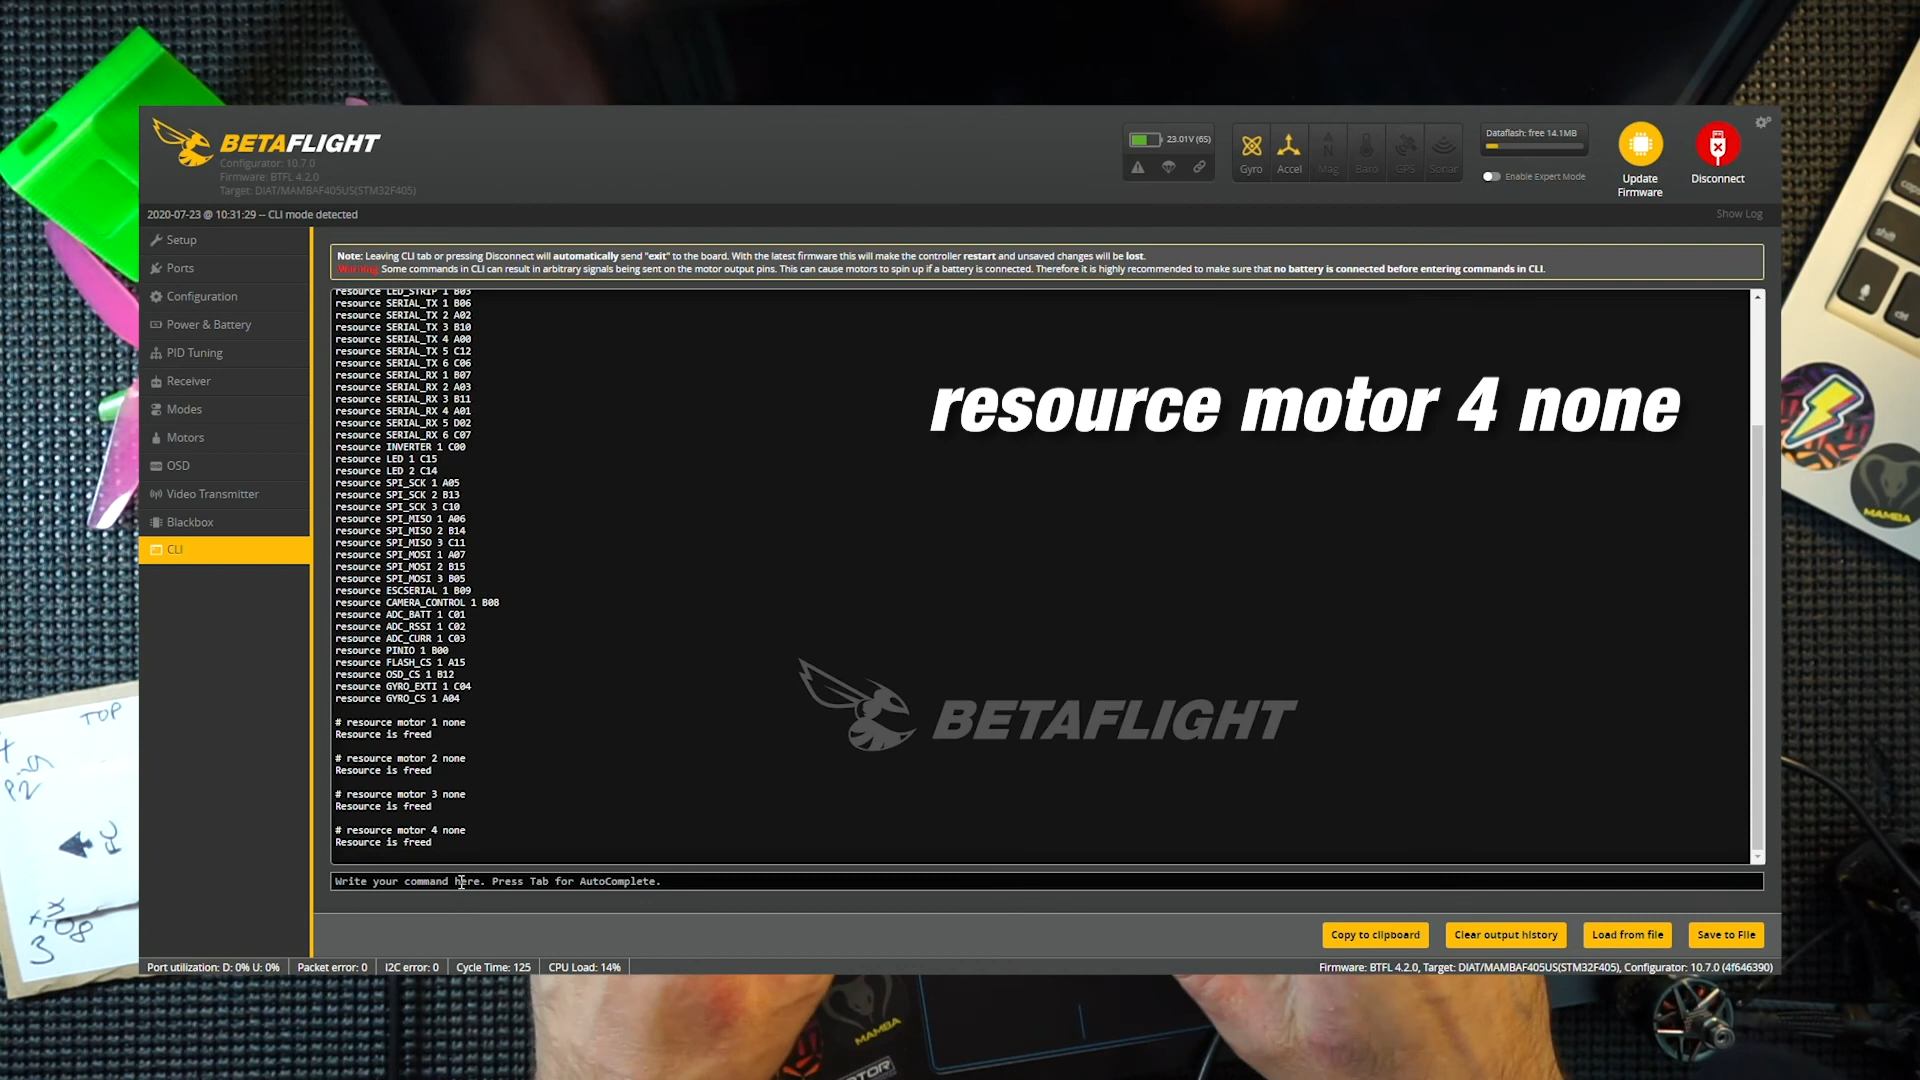 BETAFLIGHT
Configurator: 10.7.0
Firmware: BTFL 4.2.0
Target: DIAT/MAMBAF405US(STM32F405)
23.01V (6S)
Gyro
Accel
Mag
Baro
GPS
Sonar
Dataflash: free 14.1MB
Enable Expert Mode
Update
Firmware
Disconnect
2020-07-23 @ 10:31:29 -- CLI mode detected
Show Log
Setup
Ports
Configuration
Power & Battery
PID Tuning
Receiver
Modes
Motors
OSD
Video Transmitter
Blackbox
CLI
Note: Leaving CLI tab or pressing Disconnect will automatically send "exit" to the board. With the latest firmware this will make the controller restart and unsaved changes will be lost.
Warning: Some commands in CLI can result in arbitrary signals being sent on the motor output pins. This can cause motors to spin up if a battery is connected. Therefore it is highly recommended to make sure that no battery is connected before entering commands in CLI.
resource LED_STRIP 1 B03
resource SERIAL_TX 1 B06
resource SERIAL_TX 2 A02
resource SERIAL_TX 3 B10
resource SERIAL_TX 4 A00
resource SERIAL_TX 5 C12
resource SERIAL_TX 6 C06
resource SERIAL_RX 1 B07
resource SERIAL_RX 2 A03
resource SERIAL_RX 3 B11
resource SERIAL_RX 4 A01
resource SERIAL_RX 5 D02
resource SERIAL_RX 6 C07
resource INVERTER 1 C00
resource LED 1 C15
resource LED 2 C14
resource SPI_SCK 1 A05
resource SPI_SCK 2 B13
resource SPI_SCK 3 C10
resource SPI_MISO 1 A06
resource SPI_MISO 2 B14
resource SPI_MISO 3 C11
resource SPI_MOSI 1 A07
resource SPI_MOSI 2 B15
resource SPI_MOSI 3 B05
resource ESCSERIAL 1 B09
resource CAMERA_CONTROL 1 B08
resource ADC_BATT 1 C01
resource ADC_RSSI 1 C02
resource ADC_CURR 1 C03
resource PINIO 1 B00
resource FLASH_CS 1 A15
resource OSD_CS 1 B12
resource GYRO_EXTI 1 C04
resource GYRO_CS 1 A04
# resource motor 1 none
Resource is freed
# resource motor 2 none
Resource is freed
# resource motor 3 none
Resource is freed
# resource motor 4 none
Resource is freed
resource motor 4 none
BETAFLIGHT
Write your command here. Press Tab for AutoComplete.
Copy to clipboard
Clear output history
Load from file
Save to File
Port utilization: D: 0% U: 0%
Packet error: 0
I2C error: 0
Cycle Time: 125
CPU Load: 14%
Firmware: BTFL 4.2.0, Target: DIAT/MAMBAF405US(STM32F405), Configurator: 10.7.0 (4f646390)
TOP
shift
ctrl
MAMBA
MAMBA